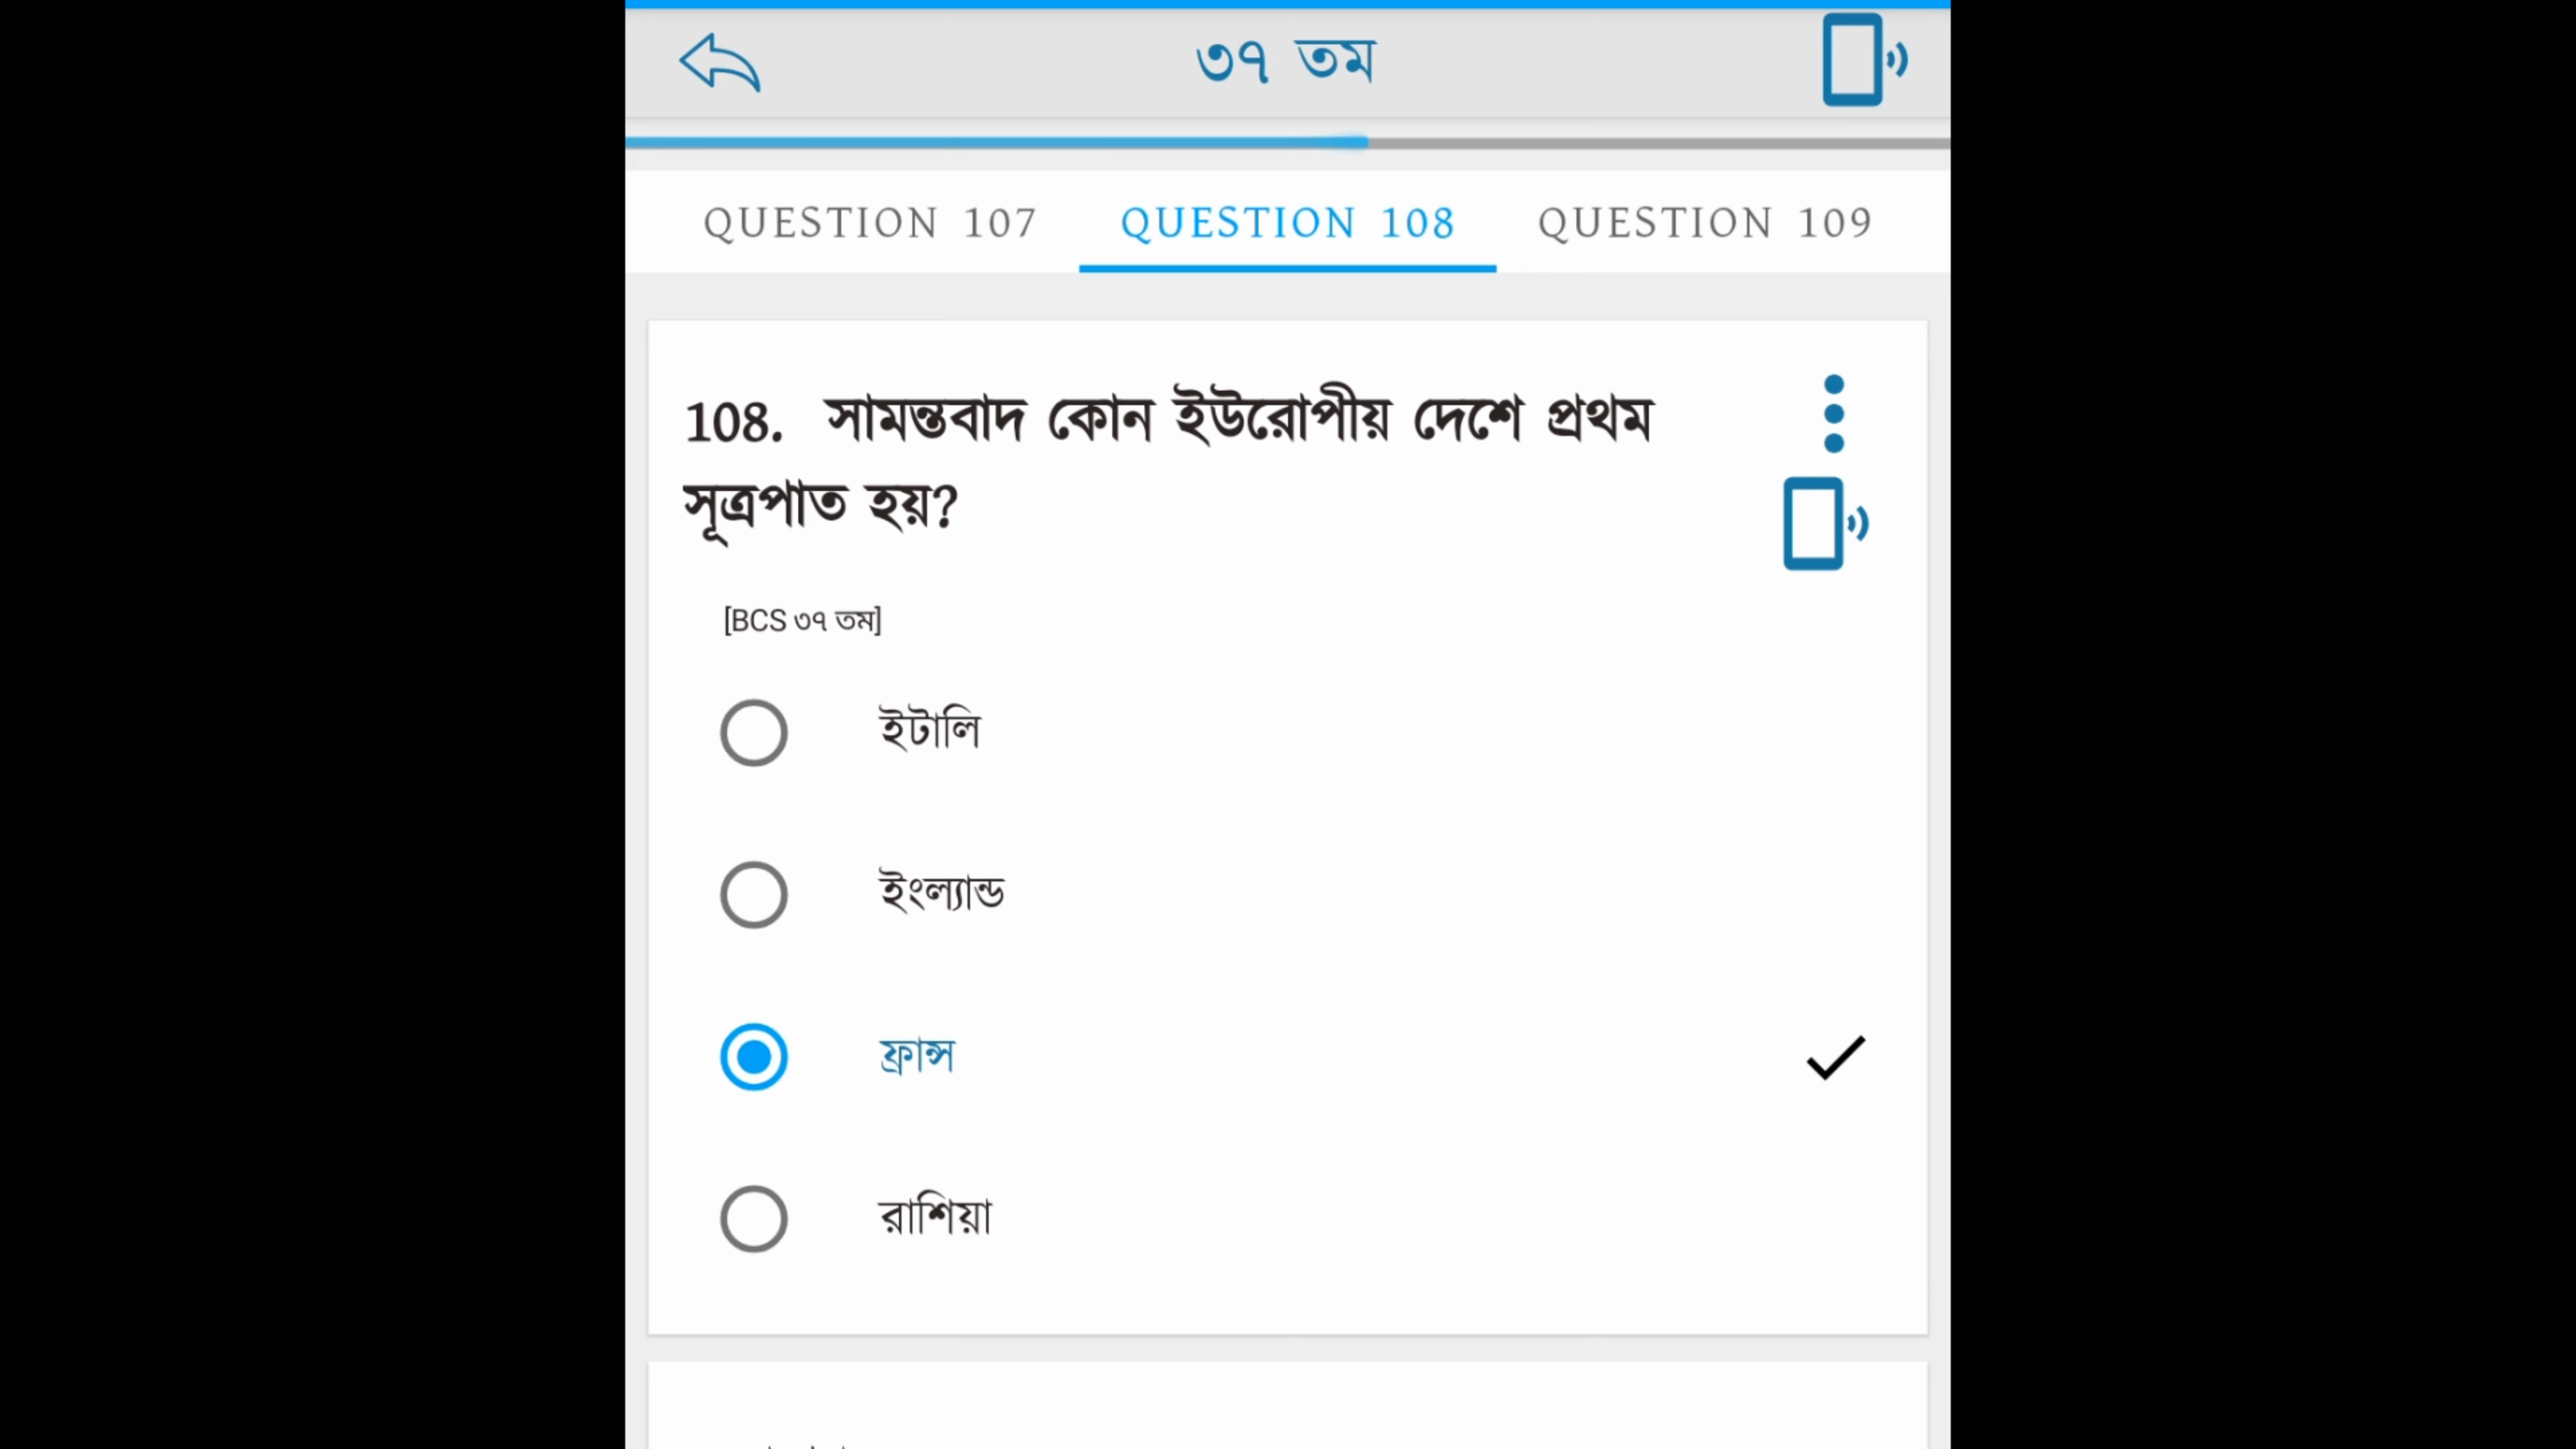 ৩৭ তম
QUESTION 107 QUESTION 108 QUESTION 109
108. সামন্তবাদ কোন ইউরোপীয় দেশে প্রথম
সূত্রপাত হয়?
[BCS ৩৭ তম]
ইটালি
ইংল্যান্ড
ফ্রান্স
রাশিয়া